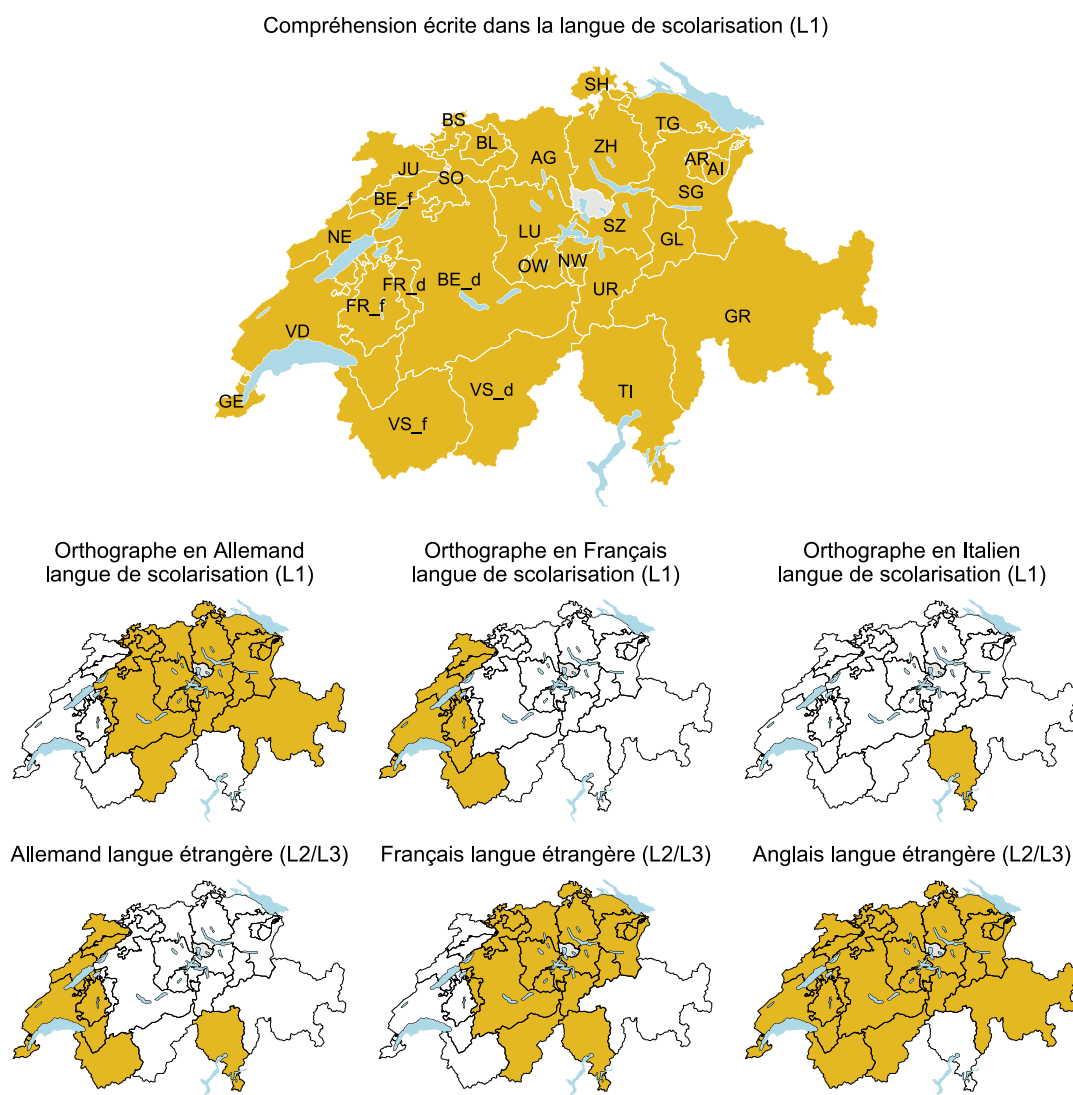 Compréhension écrite dans la langue de scolarisation (L1)
SH
BS
TG
BL
ZH
AG
AR
AI
JU
SO
SG
BE_f
LU
SZ
NE
GL
OW
NW
FR_d
BE_d
UR
FR_f
GR
VD
VS_d
TI
GE
VS_f
Orthographe en Allemand
langue de scolarisation (L1)
Orthographe en Français
langue de scolarisation (L1)
Orthographe en Italien
langue de scolarisation (L1)
Allemand langue étrangère (L2/L3)
Français langue étrangère (L2/L3)
Anglais langue étrangère (L2/L3)